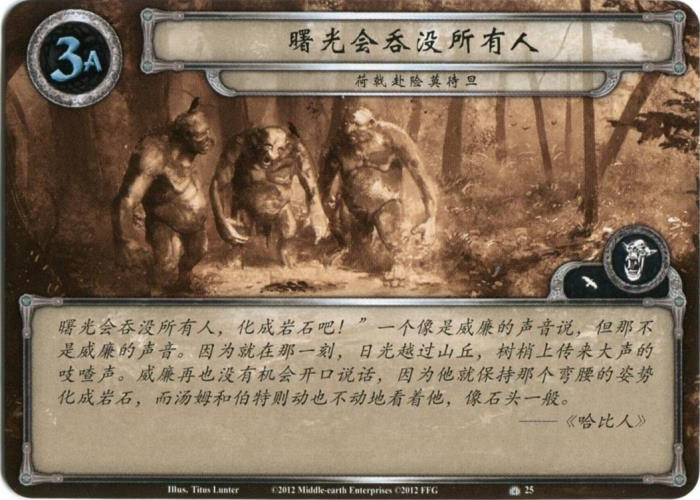 3A
曙光会吞没所有人
荷戟赴险莫待旦
曙光会吞没所有人，化成岩石吧！”一个像是威廉的声音说，但那不
是威廉的声音。因为就在那一刻，日光越过山丘，树梢上传来大声的
吱喳声。威廉再也没有机会开口说话，因为他就保持那个弯腰的姿势
化成岩石，而汤姆和伯特则动也不动地看着他，像石头一般。
——《哈比人》
Illus. Titus Lunter ©2012 Middle-earth Enterprises ©2012 FFG 25